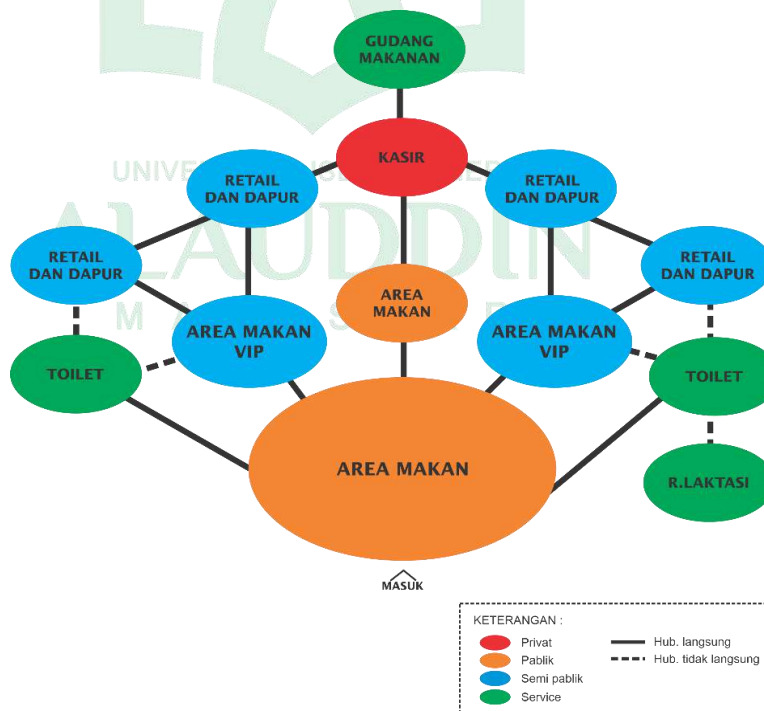 GUDANG
MAKANAN
KASIR
RETAIL
DAN DAPUR
RETAIL
DAN DAPUR
RETAIL
DAN DAPUR
RETAIL
DAN DAPUR
AREA
MAKAN
AREA MAKAN
VIP
AREA MAKAN
VIP
TOILET
TOILET
AREA MAKAN
R.LAKTASI
MASUK
KETERANGAN :
Privat
Pablik
Semi pablik
Service
Hub. langsung
Hub. tidak langsung
ALAUDDIN